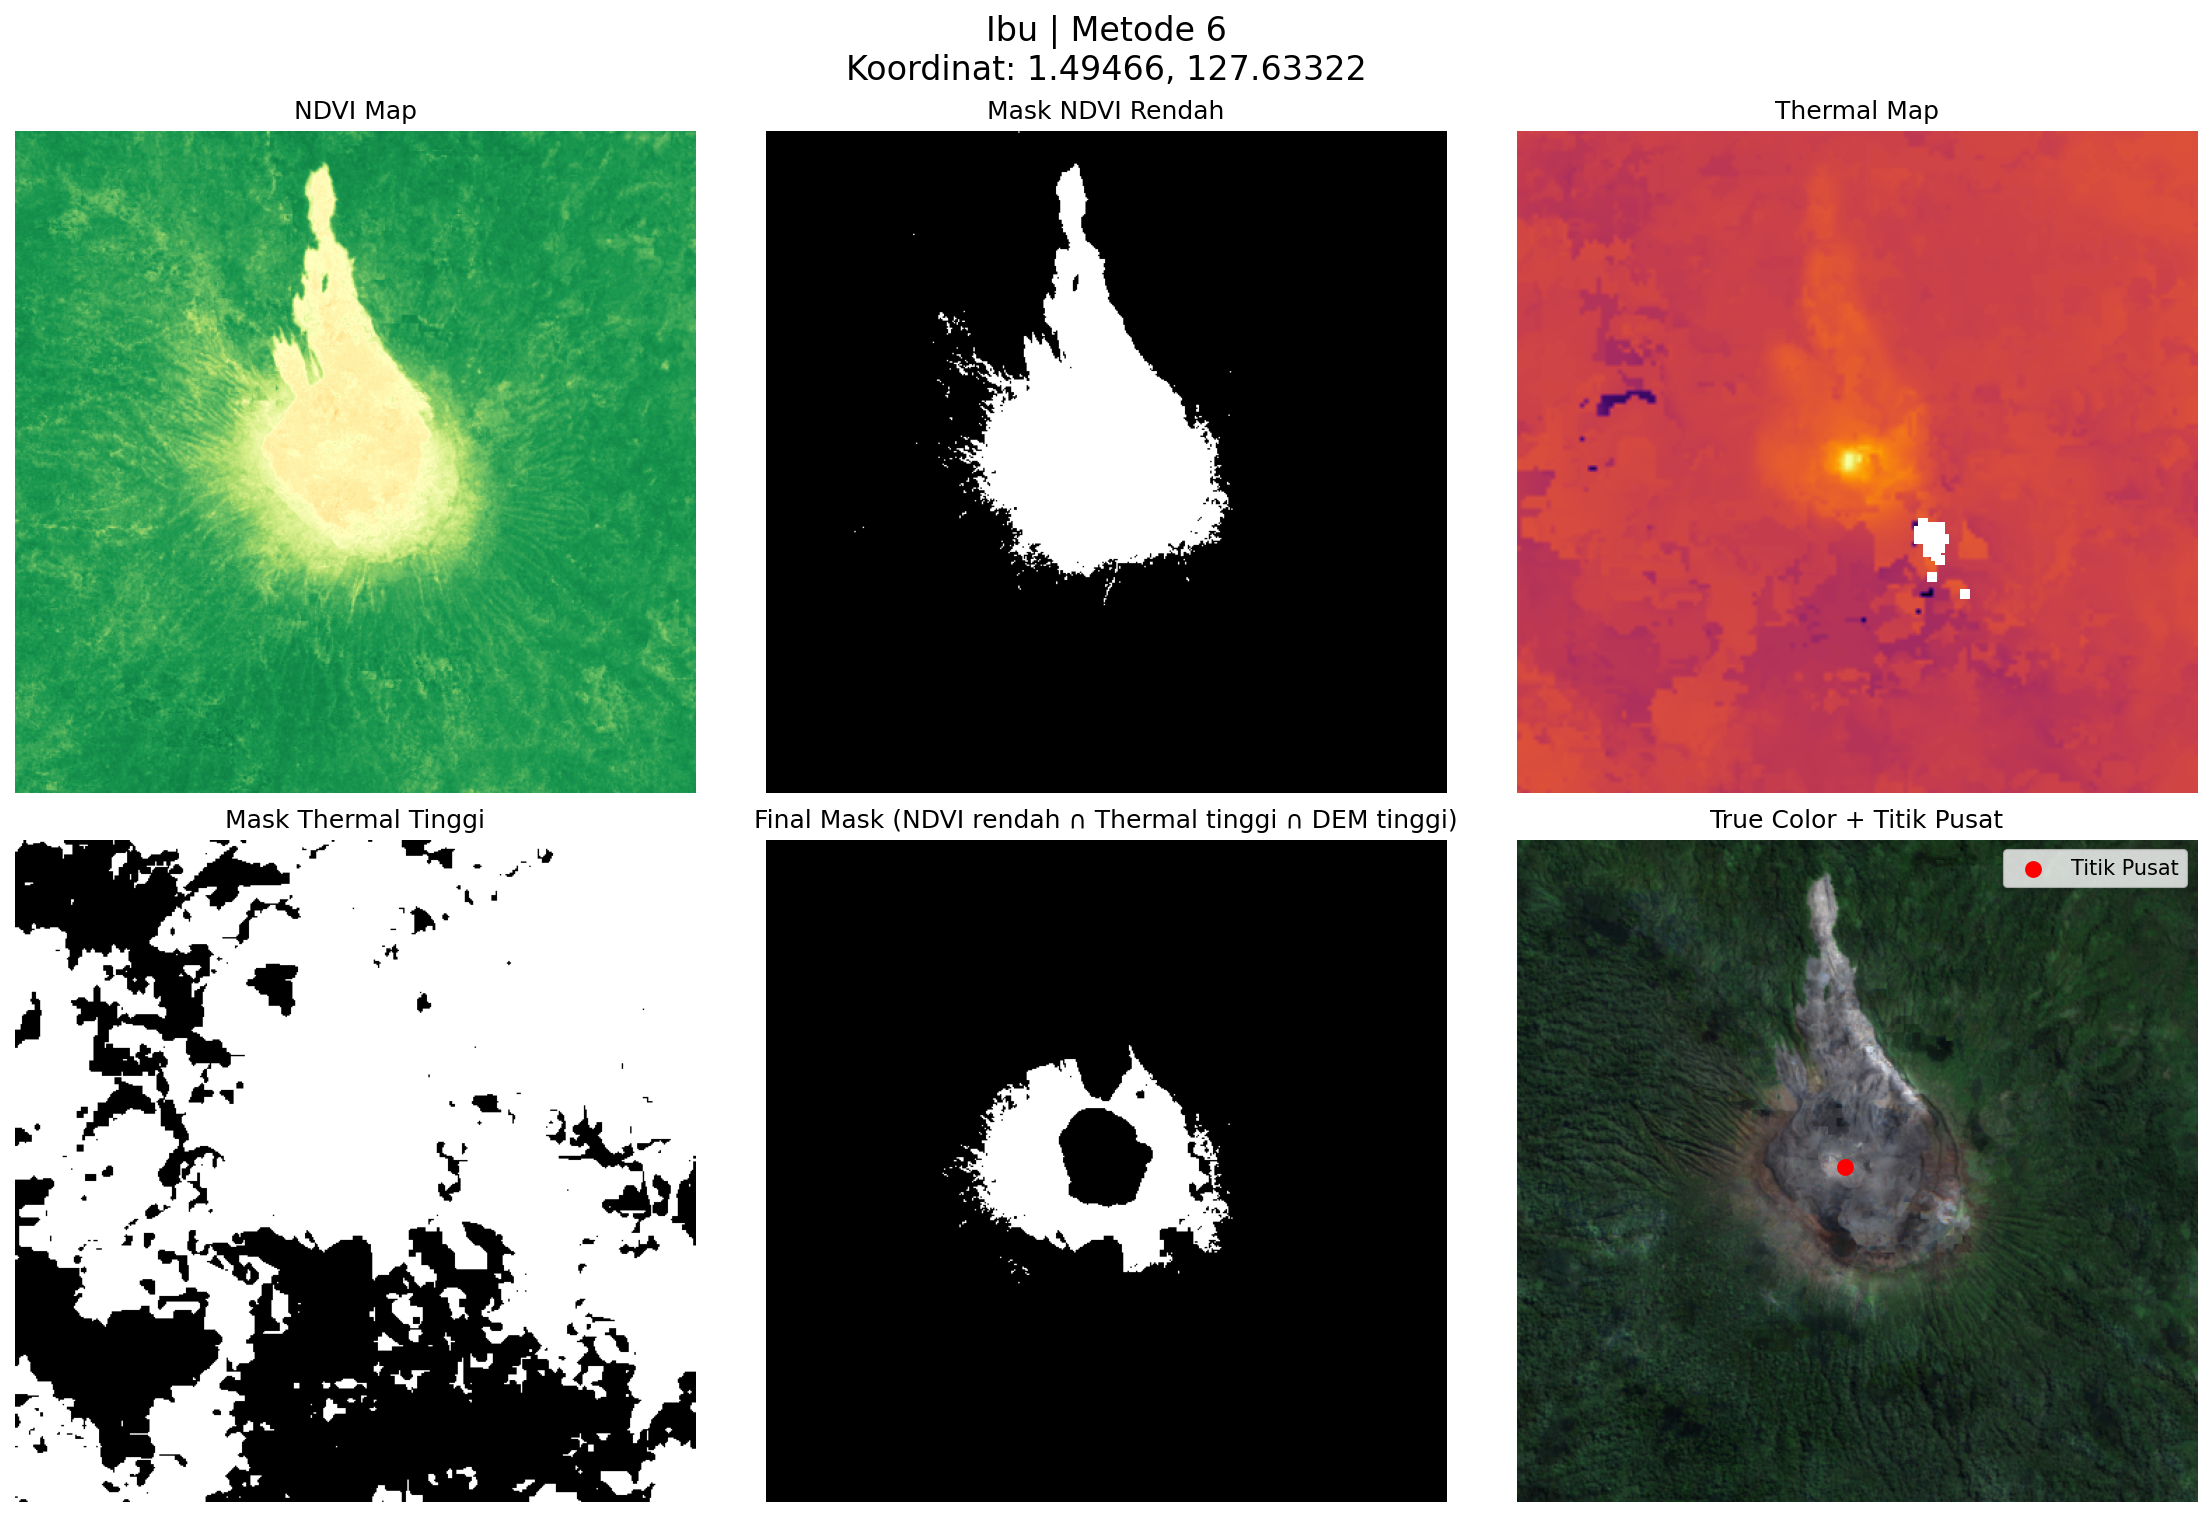 Ibu | Metode 6
Koordinat: 1.49466, 127.63322
NDVI Map
Mask NDVI Rendah
Thermal Map
Mask Thermal Tinggi
Final Mask (NDVI rendah ∩ Thermal tinggi ∩ DEM tinggi)
True Color + Titik Pusat
Titik Pusat